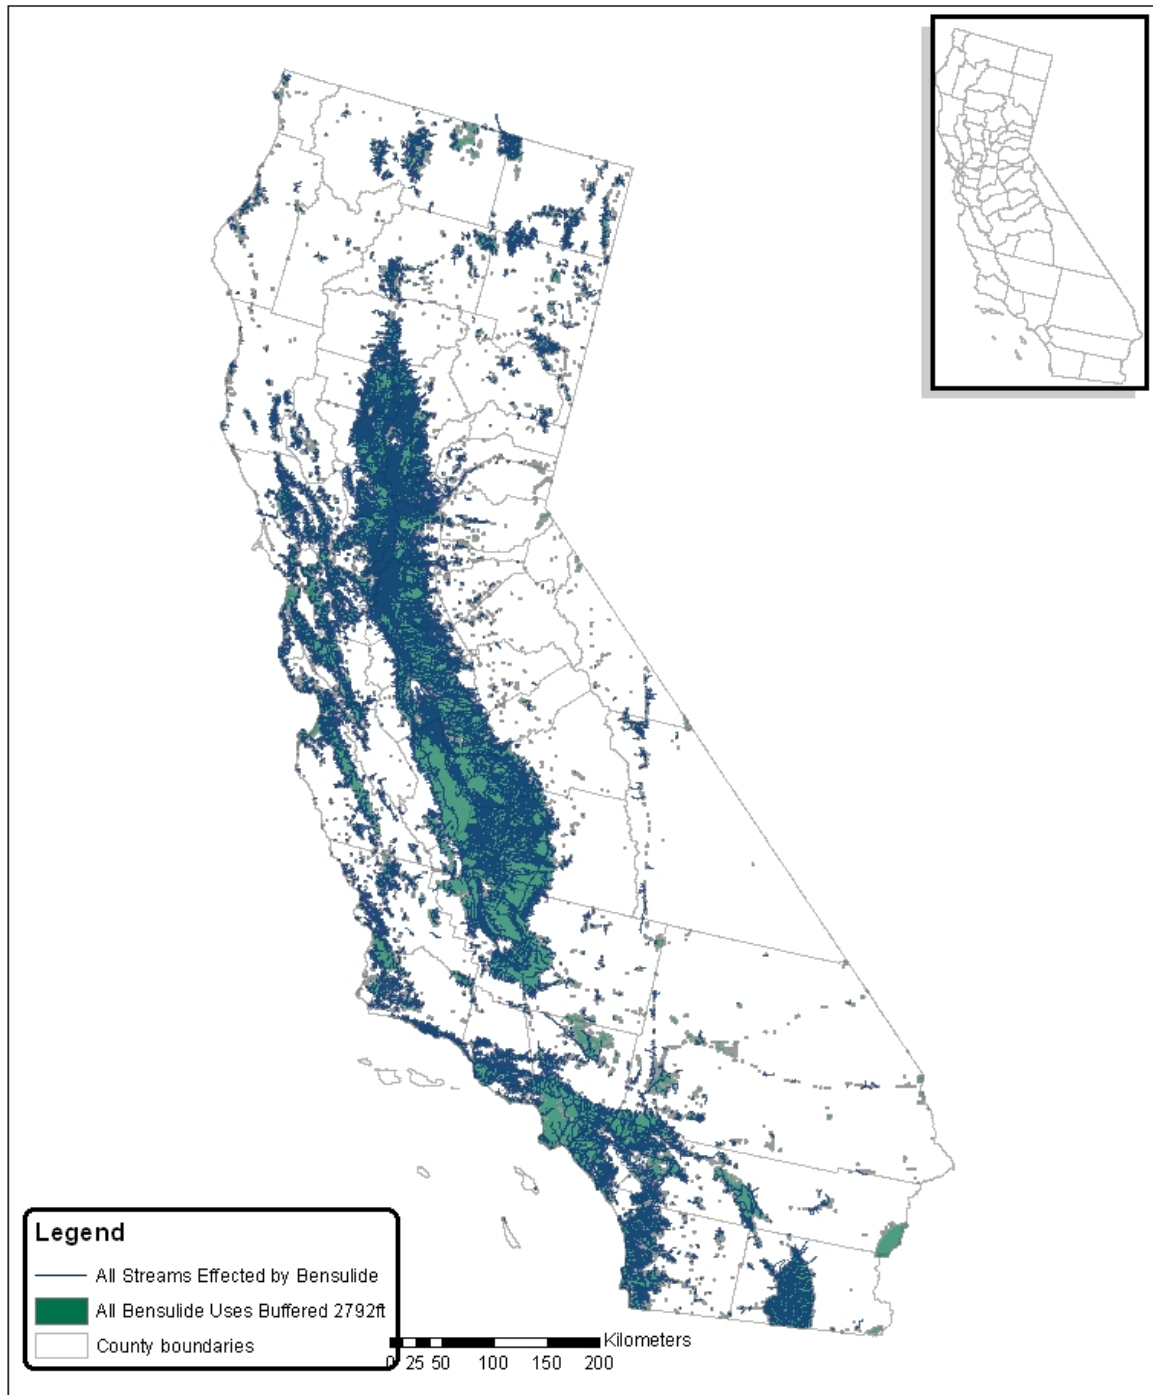 Legend
All Streams Effected by Bensulide
All Bensulide Uses Buffered 2792ft
County boundaries
Kilometers
0 25 50 100 150 200